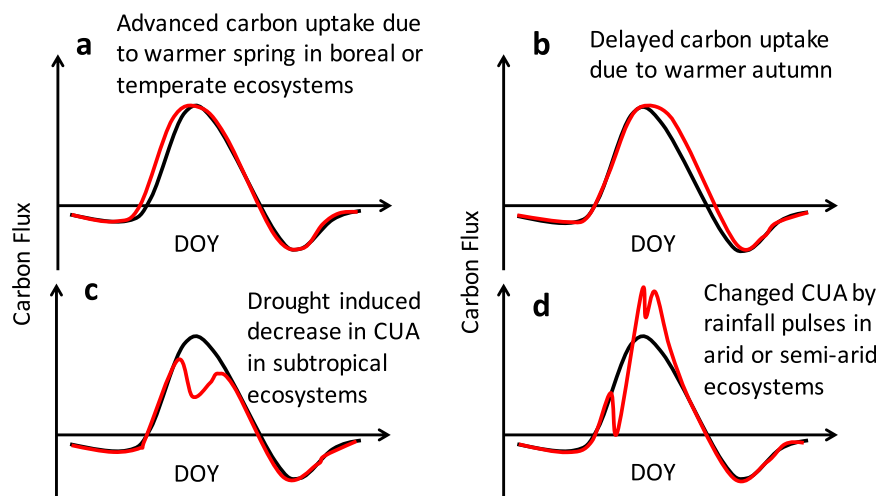 a
Advanced carbon uptake due
to warmer spring in boreal or
temperate ecosystems
DOY
Carbon Flux
b
Delayed carbon uptake
due to warmer autumn
DOY
Carbon Flux
c
Drought induced
decrease in CUA
in subtropical
ecosystems
DOY
d
Changed CUA by
rainfall pulses in
arid or semi-arid
ecosystems
DOY